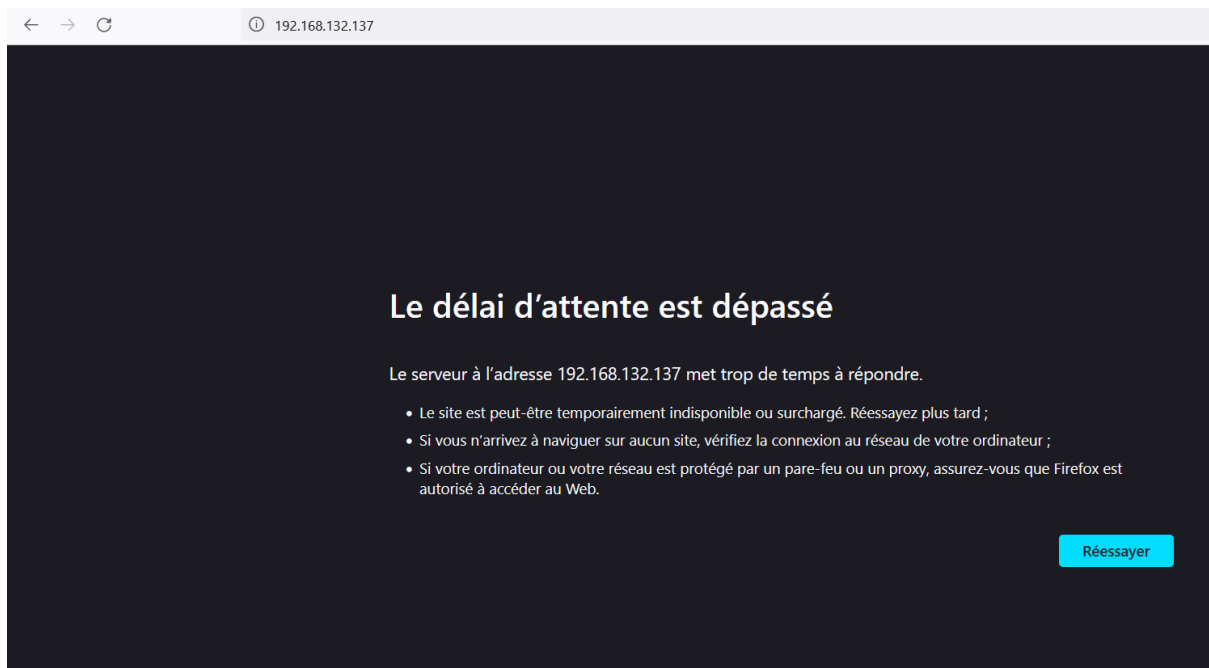 192.168.132.137
Le délai d’attente est dépassé
Le serveur à l’adresse 192.168.132.137 met trop de temps à répondre.
• Le site est peut-être temporairement indisponible ou surchargé. Réessayez plus tard ;
• Si vous n’arrivez à naviguer sur aucun site, vérifiez la connexion au réseau de votre ordinateur ;
• Si votre ordinateur ou votre réseau est protégé par un pare-feu ou un proxy, assurez-vous que Firefox est
autorisé à accéder au Web.
Réessayer